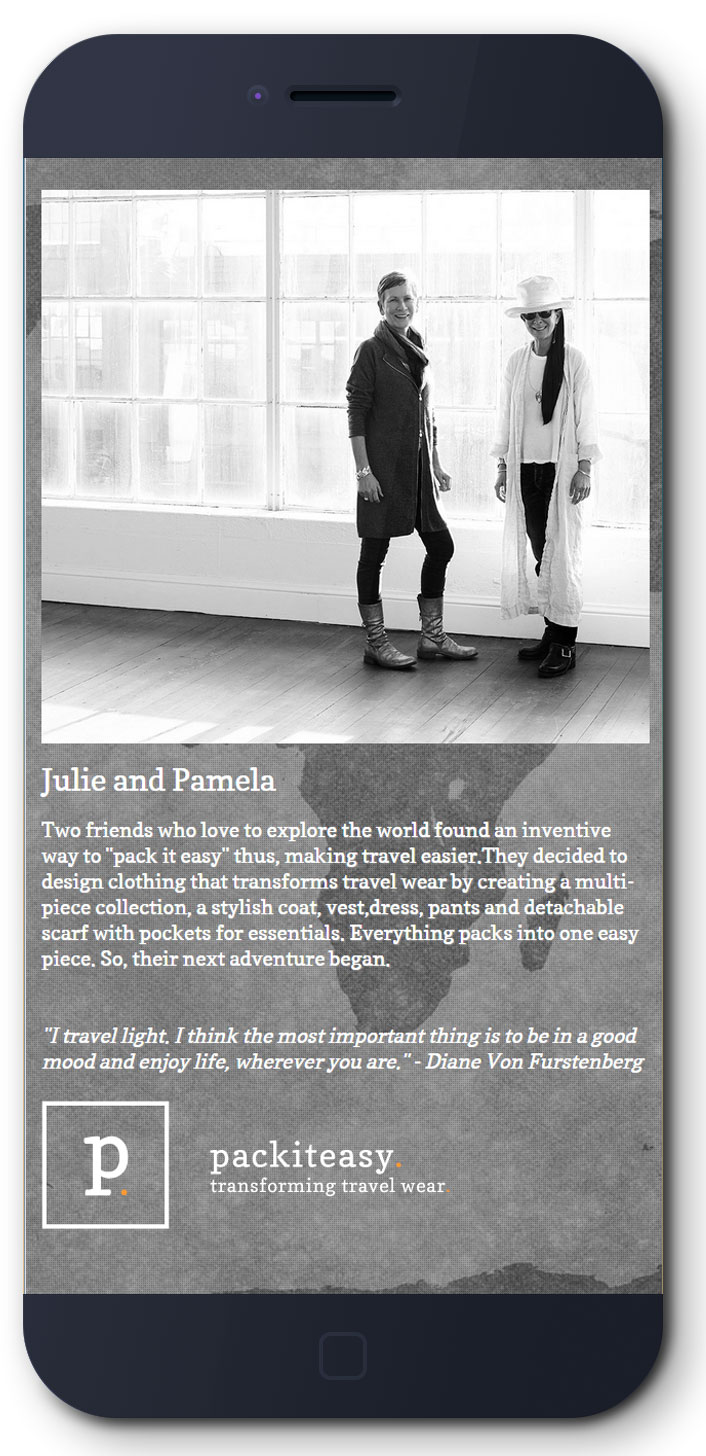 Julie and Pamela
Two friends who love to explore the world found an inventive
way to "pack it easy" thus, making travel easier.They decided to
design clothing that transforms travel wear by creating a multi-
piece collection, a stylish coat, vest,dress, pants and detachable
scarf with pockets for essentials. Everything packs into one easy
piece. So, their next adventure began.
"I travel light. I think the most important thing is to be in a good
mood and enjoy life, wherever you are." - Diane Von Furstenberg
p.
packiteasy.
transforming travel wear.